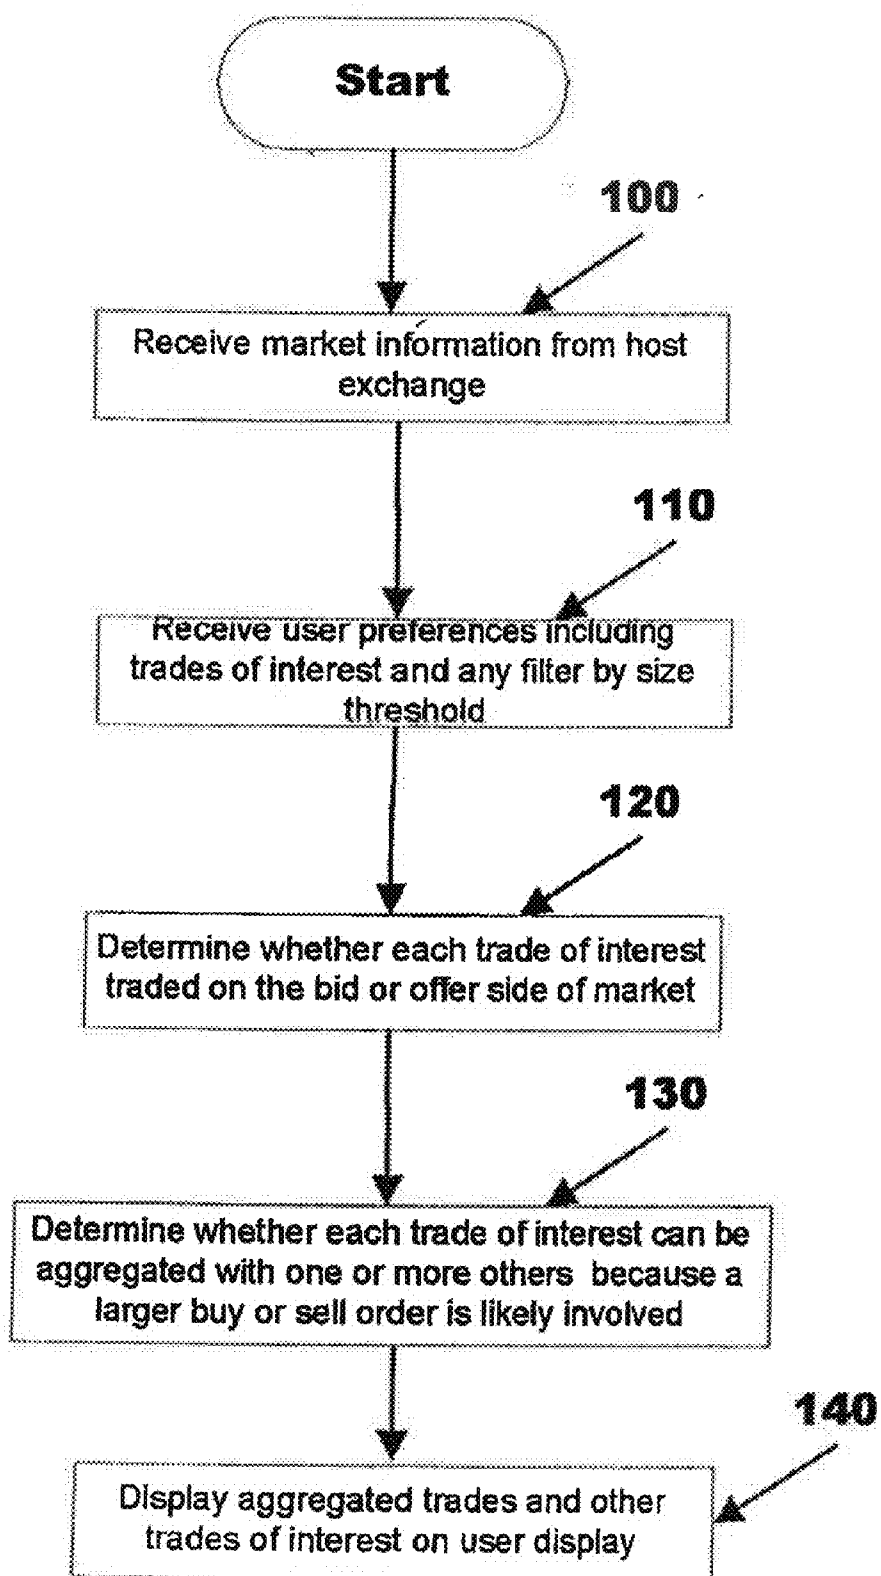 Start
100
Receive market information from host
exchange
110
Receive user preferences including
trades of interest and any filter by size
threshold
120
Determine whether each trade of interest
traded on the bid or offer side of market
130
Determine whether each trade of interest can be
aggregated with one or more others because a
larger buy or sell order is likely involved
140
Display aggregated trades and other
trades of interest on user display